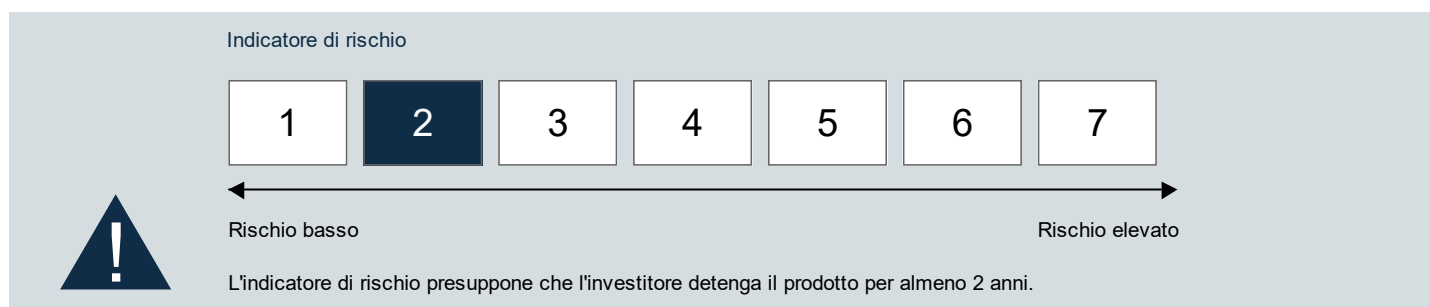 Indicatore di rischio
1 2 3 4 5 6 7
Rischio basso Rischio elevato
!
L'indicatore di rischio presuppone che l'investitore detenga il prodotto per almeno 2 anni.